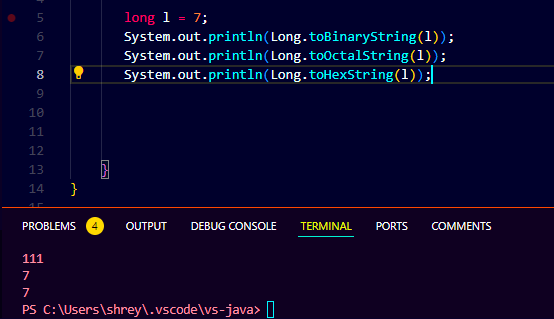 5 long l = 7;
6 System.out.println(Long.toBinaryString(l));
7 System.out.println(Long.toOctalString(l));
8 System.out.println(Long.toHexString(l));
9
10
11
12
13 }
14 }
15
PROBLEMS 4 OUTPUT DEBUG CONSOLE TERMINAL PORTS COMMENTS
111
7
7
PS C:\Users\shrey\.vscode\vs-java>